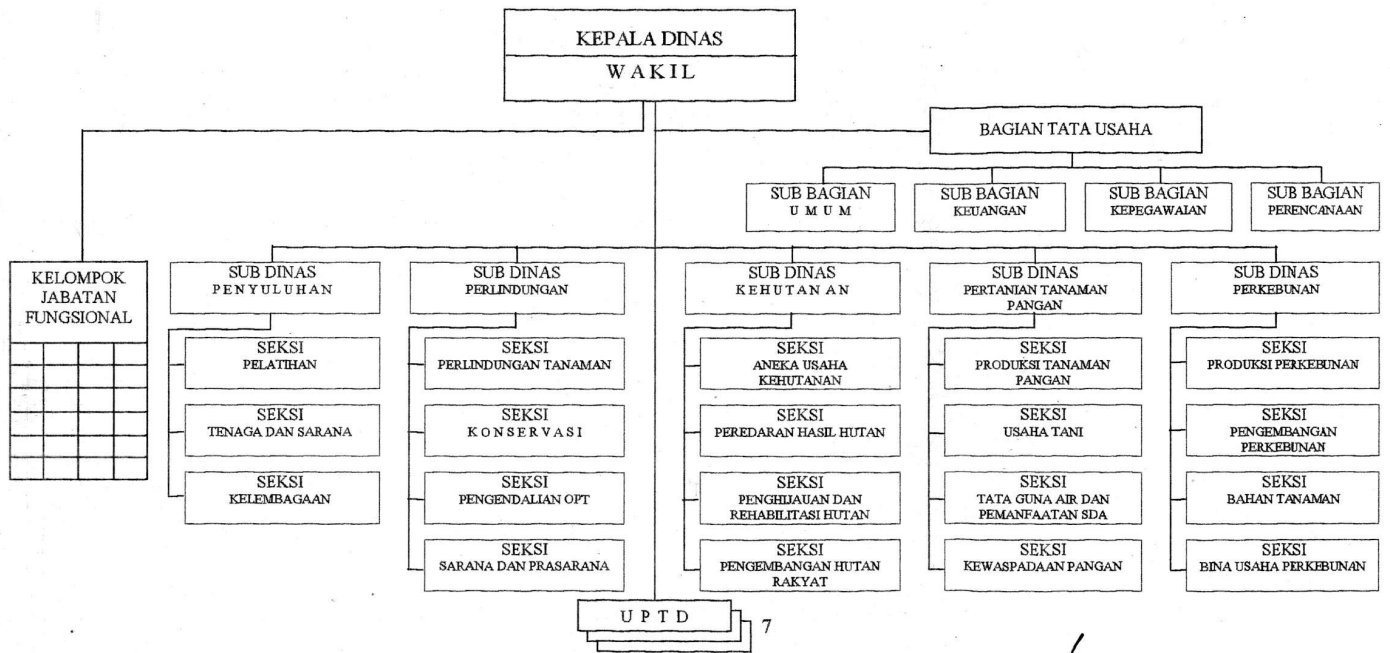 KEPALA DINAS
W A K I L
BAGIAN TATA USAHA
SUB BAGIAN
U M U M
SUB BAGIAN
KEUANGAN
SUB BAGIAN
KEPEGAWAIAN
SUB BAGIAN
PERENCANAAN
KELOMPOK
JABATAN
FUNGSIONAL
SUB DINAS
P E N Y U L U H A N
SEKSI
PELATIHAN
SEKSI
TENAGA DAN SARANA
SEKSI
KELEMBAGAAN
SUB DINAS
PERLINDUNGAN
SEKSI
PERLINDUNGAN TANAMAN
SEKSI
K O N S E R V A S I
SEKSI
PENGENDALIAN OPT
SEKSI
SARANA DAN PRASARANA
SUB DINAS
K E H U T A N A N
SEKSI
ANEKA USAHA
KEHUTANAN
SEKSI
PEREDARAN HASIL HUTAN
SEKSI
PENGHIJAUAN DAN
REHABILITASI HUTAN
SEKSI
PENGEMBANGAN HUTAN
RAKYAT
SUB DINAS
PERTANIAN TANAMAN
PANGAN
SEKSI
PRODUKSI TANAMAN
PANGAN
SEKSI
USAHA TANI
SEKSI
TATA GUNA AIR DAN
PEMANFAATAN SDA
SEKSI
KEWASPADAAN PANGAN
SUB DINAS
PERKEBUNAN
SEKSI
PRODUKSI PERKEBUNAN
SEKSI
PENGEMBANGAN
PERKEBUNAN
SEKSI
BAHAN TANAMAN
SEKSI
BINA USAHA PERKEBUNAN
U P T D
7